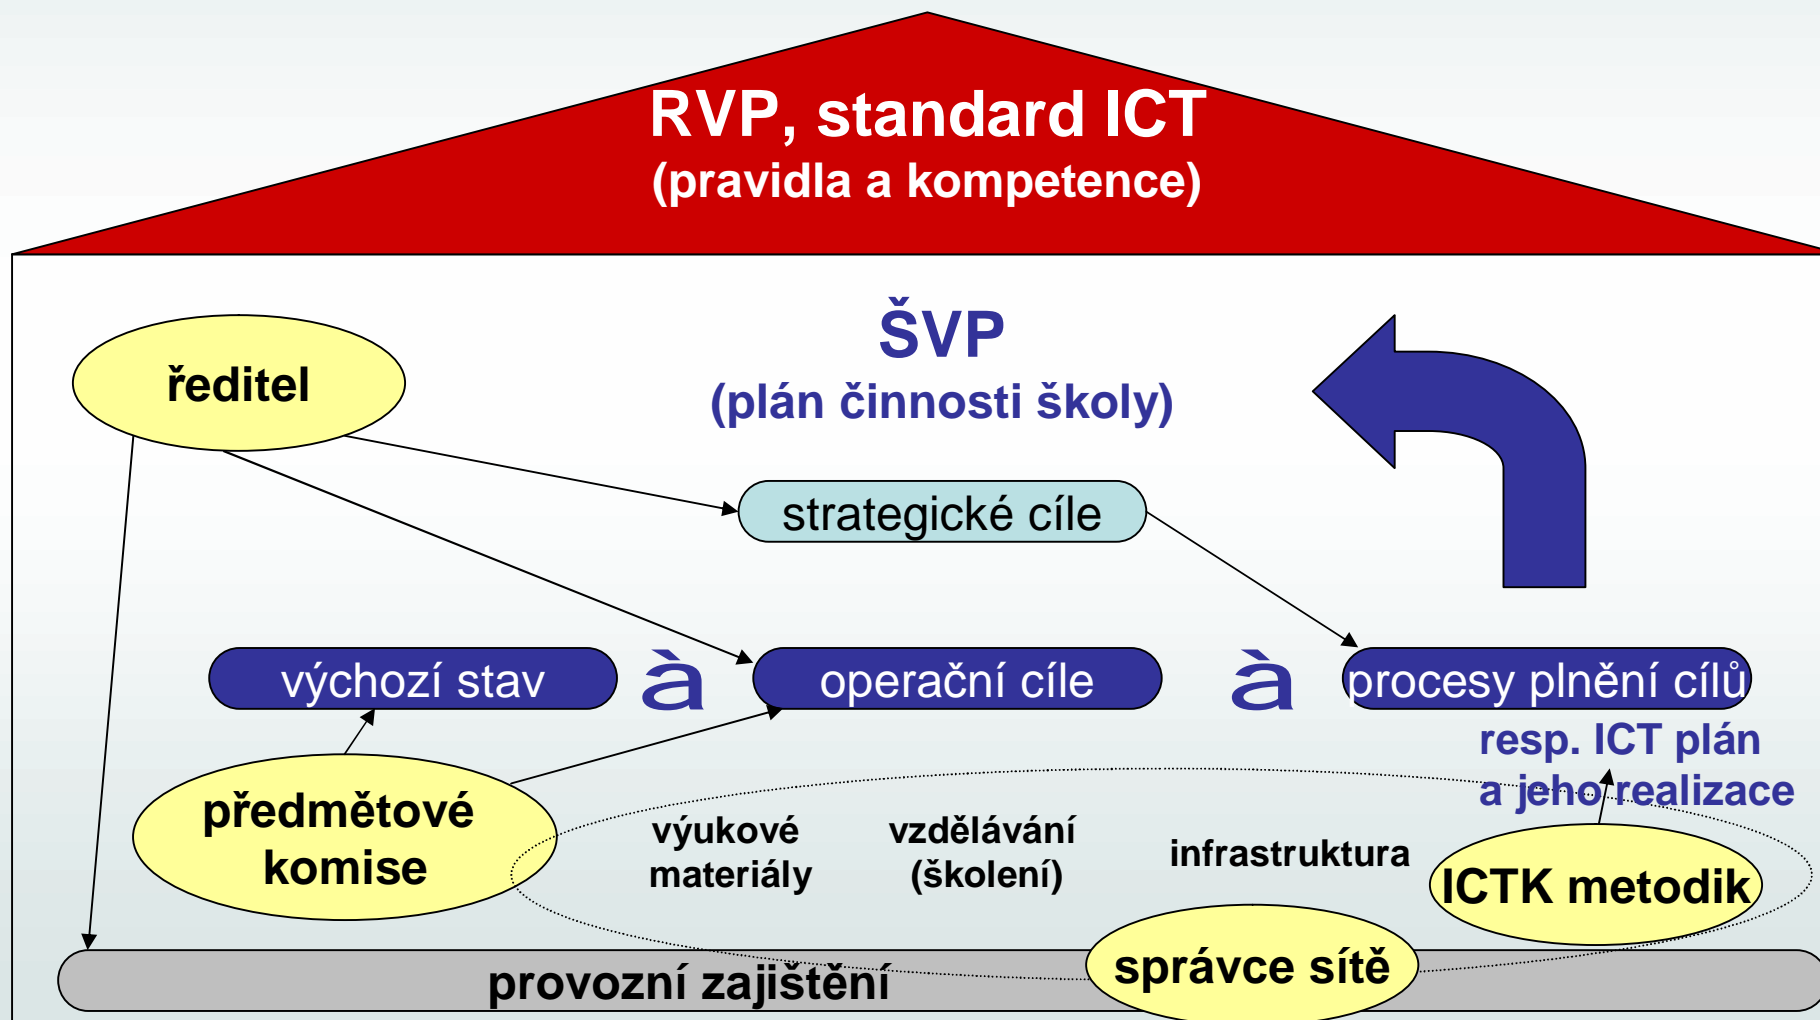 RVP, standard ICT
(pravidla a kompetence)
ŠVP
(plán činnosti školy)
ředitel
strategické cíle
výchozí stav à operační cíle à procesy plnění cílů
resp. ICT plán
a jeho realizace
předmětové
komise
výukové
materiály
vzdělávání
(školení)
infrastruktura
ICTK metodik
správce sítě
provozní zajištění